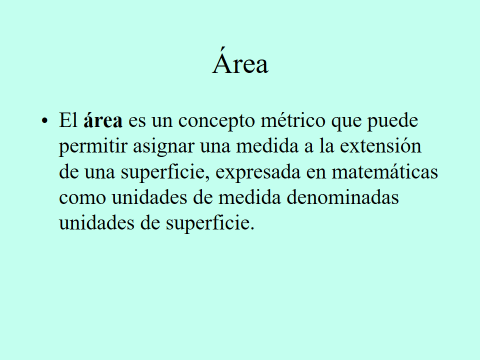 Área
• El área es un concepto métrico que puede
permitir asignar una medida a la extensión
de una superficie, expresada en matemáticas
como unidades de medida denominadas
unidades de superficie.